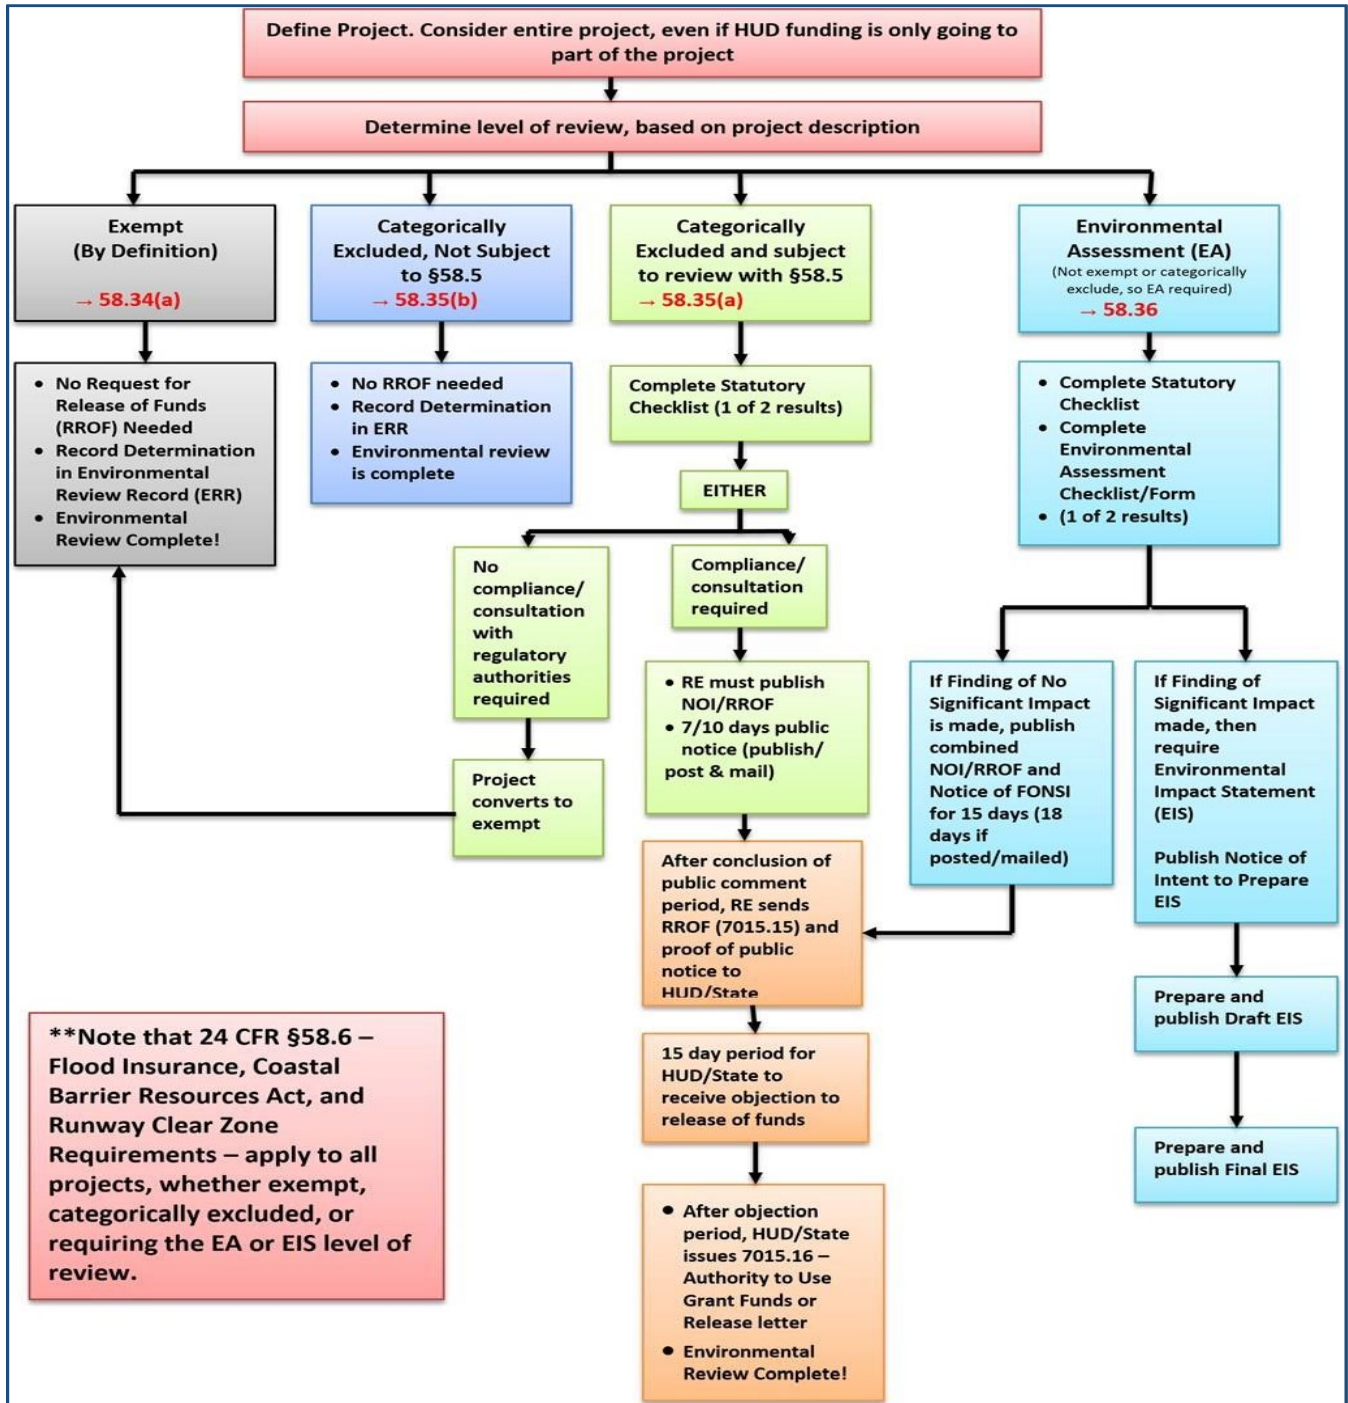 Define Project. Consider entire project, even if HUD funding is only going to
part of the project
Determine level of review, based on project description
Exempt
(By Definition)
→ 58.34(a)
Categorically
Excluded, Not Subject
to §58.5
→ 58.35(b)
Categorically
Excluded and subject
to review with §58.5
→ 58.35(a)
Environmental
Assessment (EA)
(Not exempt or categorically
exclude, so EA required)
→ 58.36
• No Request for
Release of Funds
(RROF) Needed
• Record Determination
in Environmental
Review Record (ERR)
• Environmental
Review Complete!
• No RROF needed
• Record Determination
in ERR
• Environmental review
is complete
Complete Statutory
Checklist (1 of 2 results)
• Complete Statutory
Checklist
• Complete
Environmental
Assessment
Checklist/Form
• (1 of 2 results)
EITHER
No
compliance/
consultation
with
regulatory
authorities
required
Compliance/
consultation
required
Project
converts to
exempt
• RE must publish
NOI/RROF
• 7/10 days public
notice (publish/
post & mail)
If Finding of No
Significant Impact
is made, publish
combined
NOI/RROF and
Notice of FONSI
for 15 days (18
days if
posted/mailed)
If Finding of
Significant Impact
made, then
require
Environmental
Impact Statement
(EIS)
Publish Notice of
Intent to Prepare
EIS
After conclusion of
public comment
period, RE sends
RROF (7015.15) and
proof of public
notice to
HUD/State
15 day period for
HUD/State to
receive objection to
release of funds
• After objection
period, HUD/State
issues 7015.16 –
Authority to Use
Grant Funds or
Release letter
• Environmental
Review Complete!
Prepare and
publish Draft EIS
Prepare and
publish Final EIS
**Note that 24 CFR §58.6 –
Flood Insurance, Coastal
Barrier Resources Act, and
Runway Clear Zone
Requirements – apply to all
projects, whether exempt,
categorically excluded, or
requiring the EA or EIS level of
review.